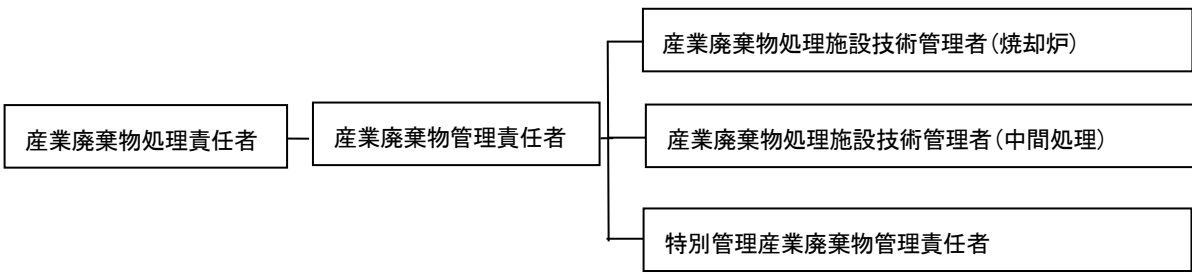 産業廃棄物処理責任者
産業廃棄物管理責任者
産業廃棄物処理施設技術管理者(焼却炉)
産業廃棄物処理施設技術管理者(中間処理)
特別管理産業廃棄物管理責任者